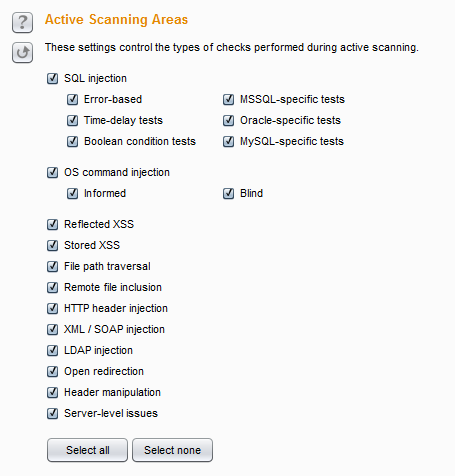 ?
Active Scanning Areas
These settings control the types of checks performed during active scanning.
SQL injection
Error-based MSSQL-specific tests
Time-delay tests Oracle-specific tests
Boolean condition tests MySQL-specific tests
OS command injection
Informed Blind
Reflected XSS
Stored XSS
File path traversal
Remote file inclusion
HTTP header injection
XML / SOAP injection
LDAP injection
Open redirection
Header manipulation
Server-level issues
Select all Select none